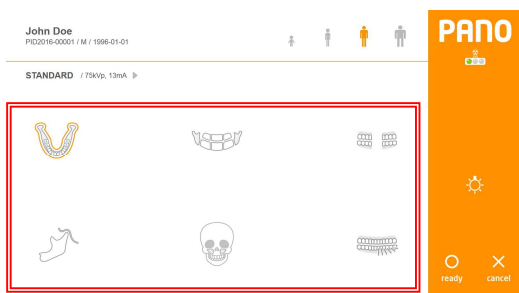 John Doe
PID2016-00001 / M / 1996-01-01
PANO
STANDARD / 75kVp, 13mA
ready cancel